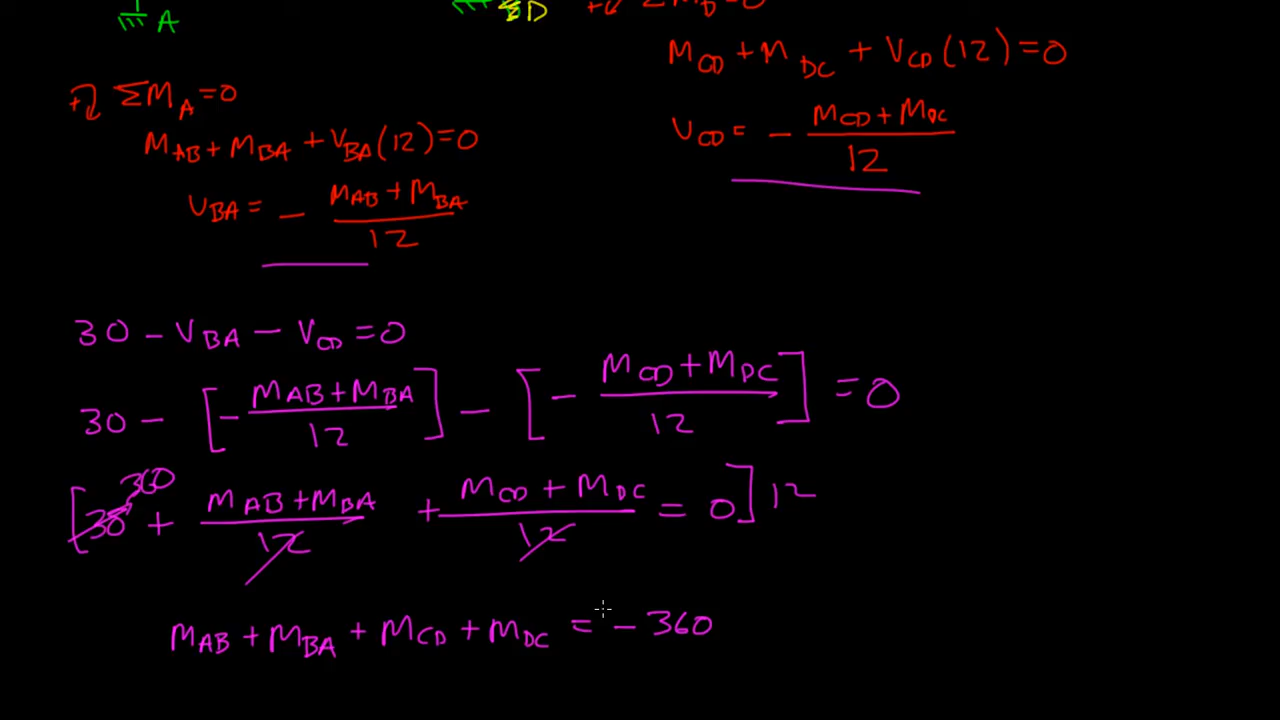 A
D
+↻ ΣM_D = 0
M_CD + M_DC + V_CD (12) = 0
V_CD = - (M_CD + M_DC) / 12
+↻ ΣM_A = 0
M_AB + M_BA + V_BA (12) = 0
V_BA = - (M_AB + M_BA) / 12
30 - V_BA - V_CD = 0
30 - [- (M_AB + M_BA) / 12] - [- (M_CD + M_DC) / 12] = 0
360
[30 + (M_AB + M_BA) / 12 + (M_CD + M_DC) / 12 = 0] 12
M_AB + M_BA + M_CD + M_DC = - 360